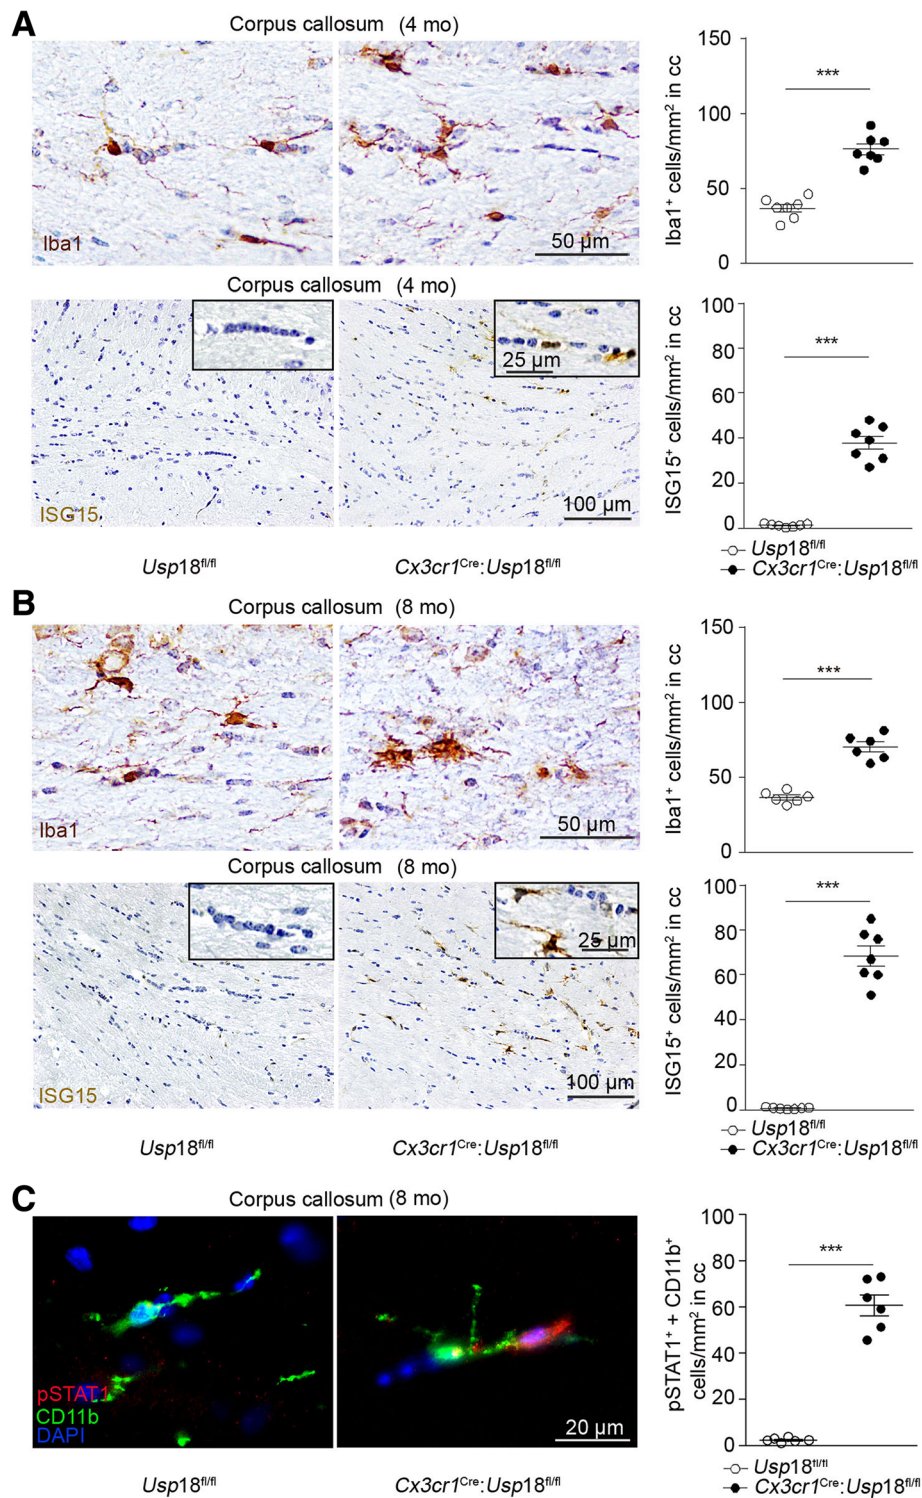 A
Corpus callosum (4 mo)
Iba1
50 µm
Iba1⁺ cells/mm² in cc
150
100
50
0
***
Corpus callosum (4 mo)
25 µm
ISG15
100 µm
ISG15⁺ cells/mm² in cc
100
80
60
40
20
0
***
Usp18fl/fl
Cx3cr1Cre:Usp18fl/fl
Usp18fl/fl
Cx3cr1Cre:Usp18fl/fl
B
Corpus callosum (8 mo)
Iba1
50 µm
Iba1⁺ cells/mm² in cc
150
100
50
0
***
Corpus callosum (8 mo)
25 µm
ISG15
100 µm
ISG15⁺ cells/mm² in cc
100
80
60
40
20
0
***
Usp18fl/fl
Cx3cr1Cre:Usp18fl/fl
Usp18fl/fl
Cx3cr1Cre:Usp18fl/fl
C
Corpus callosum (8 mo)
pSTAT1
CD11b
DAPI
20 µm
pSTAT1⁺ + CD11b⁺
cells/mm² in cc
100
80
60
40
20
0
***
Usp18fl/fl
Cx3cr1Cre:Usp18fl/fl
Usp18fl/fl
Cx3cr1Cre:Usp18fl/fl